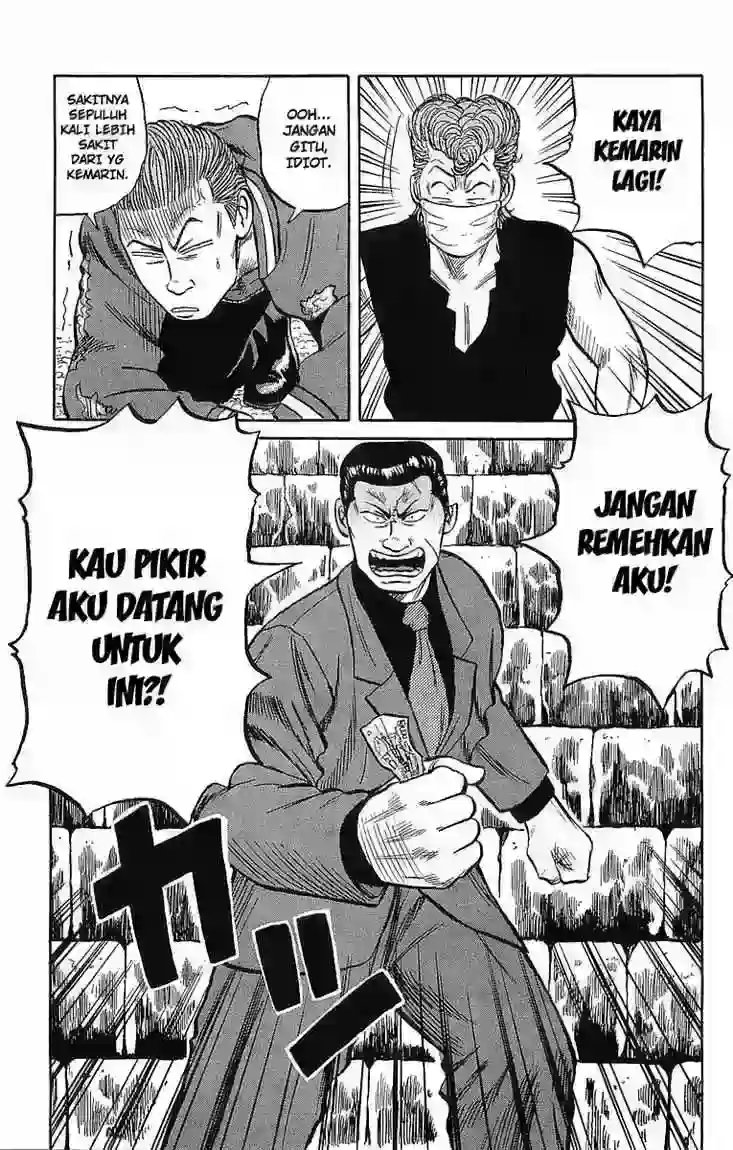 KAYA
KEMARIN
LAGI!
OOH...
JANGAN
GITU,
IDIOT.
SAKITNYA
SEPULUH
KALI LEBIH
SAKIT
DARI YG
KEMARIN.
JANGAN
REMEHKAN
AKU!
KAU PIKIR
AKU DATANG
UNTUK
INI?!
カッ